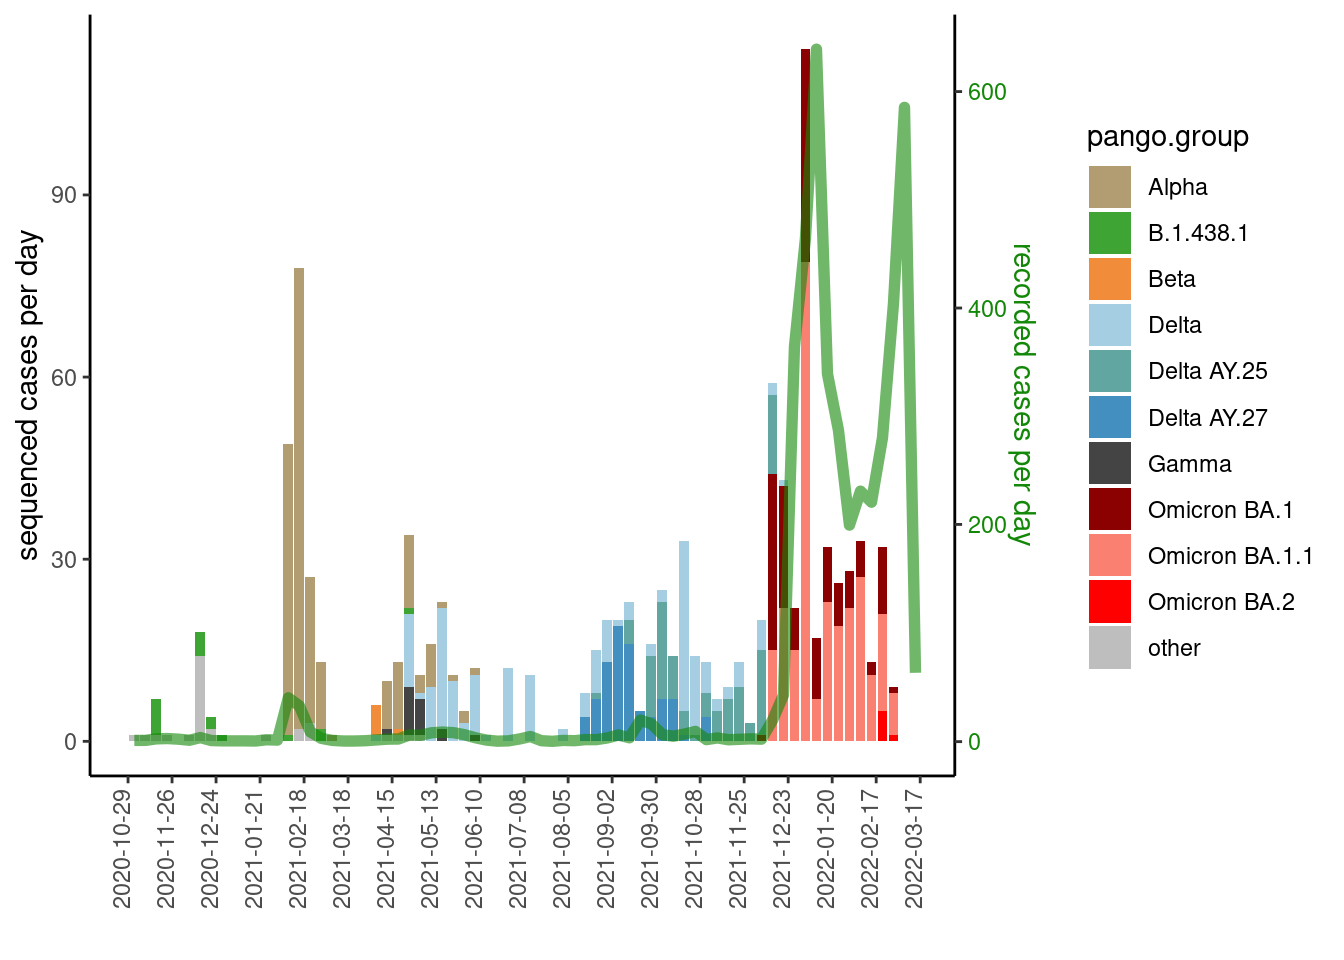 sequenced cases per day
90
60
30
0
600
400
200
0
recorded cases per day
2020-10-29
2020-11-26
2020-12-24
2021-01-21
2021-02-18
2021-03-18
2021-04-15
2021-05-13
2021-06-10
2021-07-08
2021-08-05
2021-09-02
2021-09-30
2021-10-28
2021-11-25
2021-12-23
2022-01-20
2022-02-17
2022-03-17
pango.group
Alpha
B.1.438.1
Beta
Delta
Delta AY.25
Delta AY.27
Gamma
Omicron BA.1
Omicron BA.1.1
Omicron BA.2
other